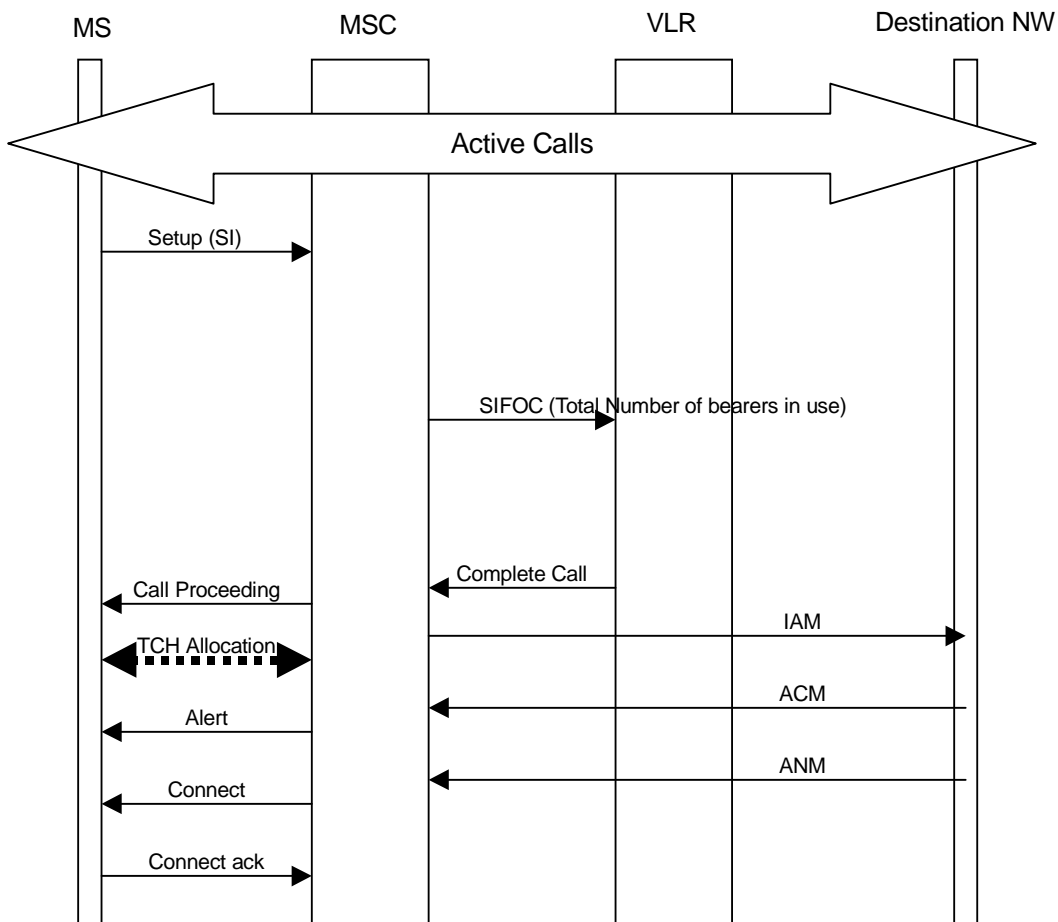 MS
MSC
VLR
Destination NW
Active Calls
Setup (SI)
SIFOC (Total Number of bearers in use)
Complete Call
Call Proceeding
IAM
TCH Allocation
ACM
Alert
ANM
Connect
Connect ack